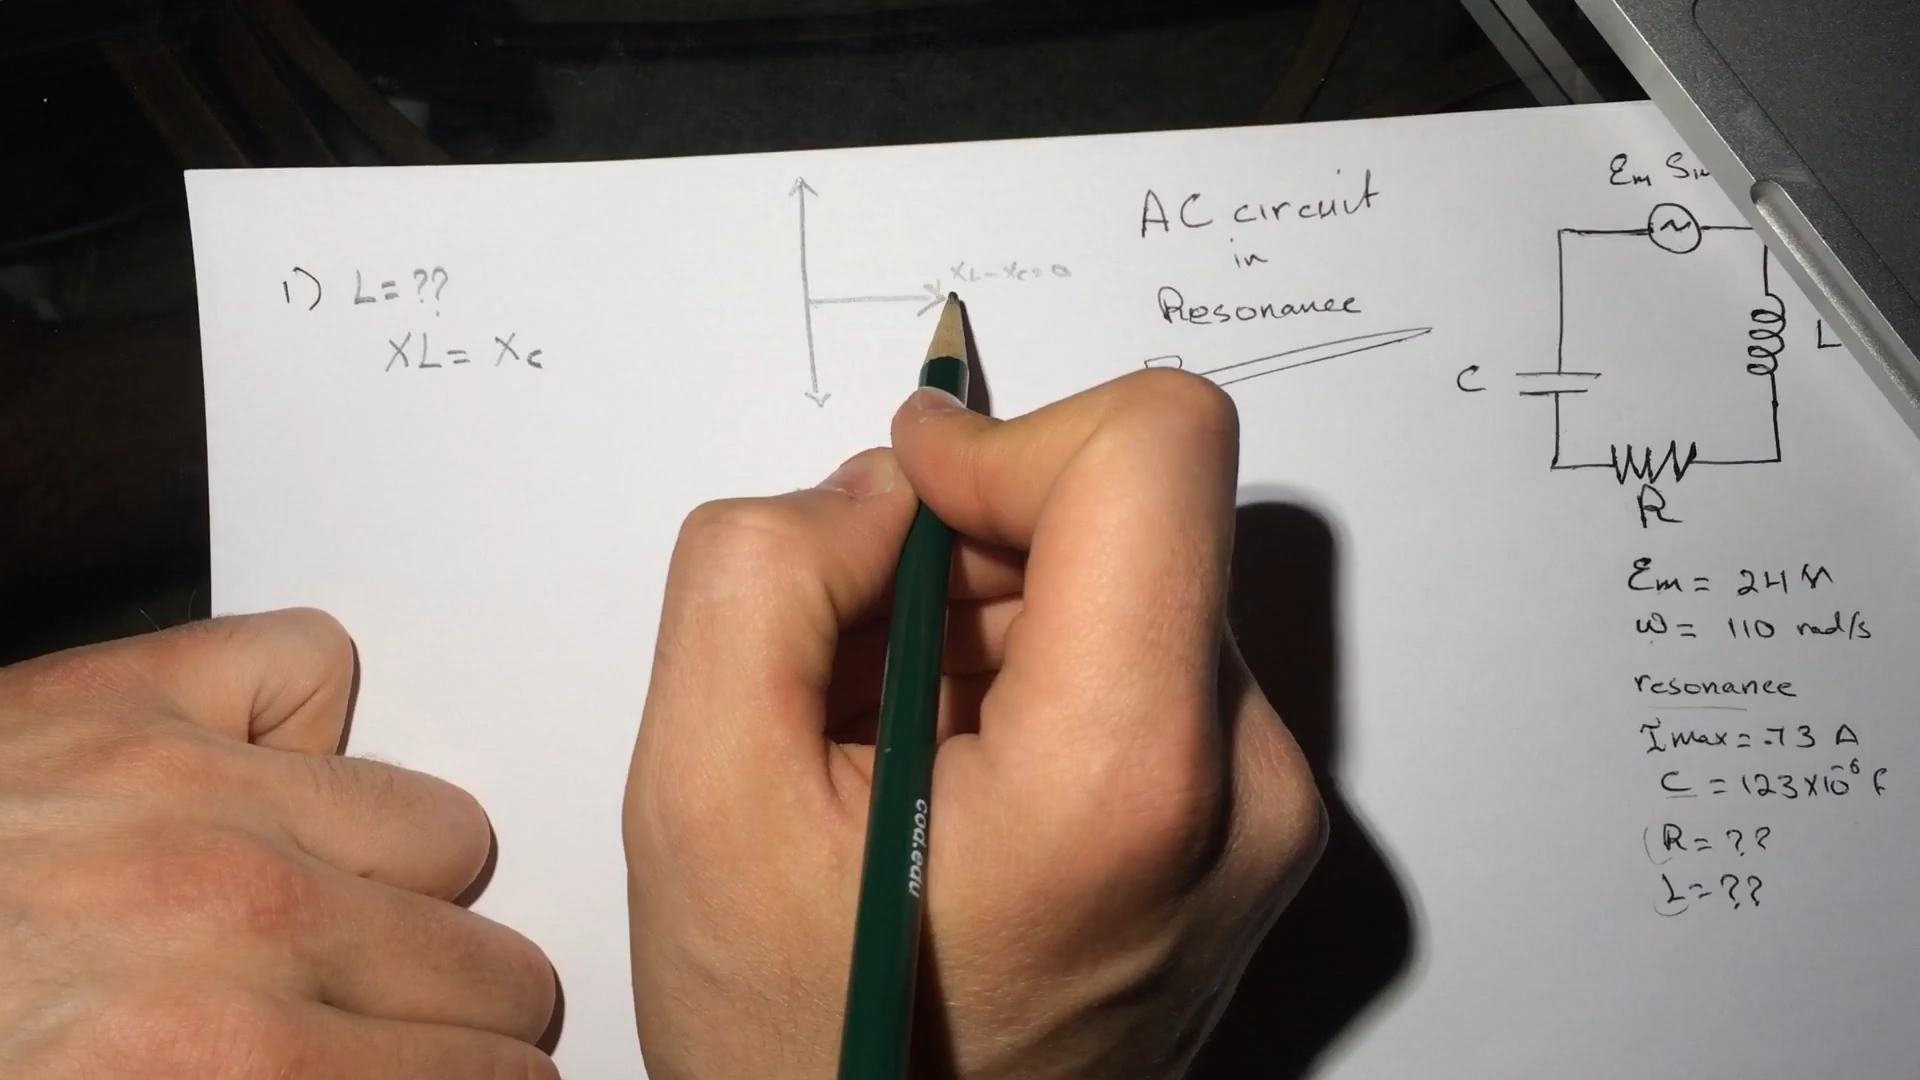 1) L= ??
XL= Xc
XL-Xc=0
AC circuit
in
Resonance
Em Sin
C
L
R
Em = 24 V
ω = 110 rad/s
resonance
Imax = .73 A
C = 123x10⁻⁶ f
R= ??
L= ??
cod.edu